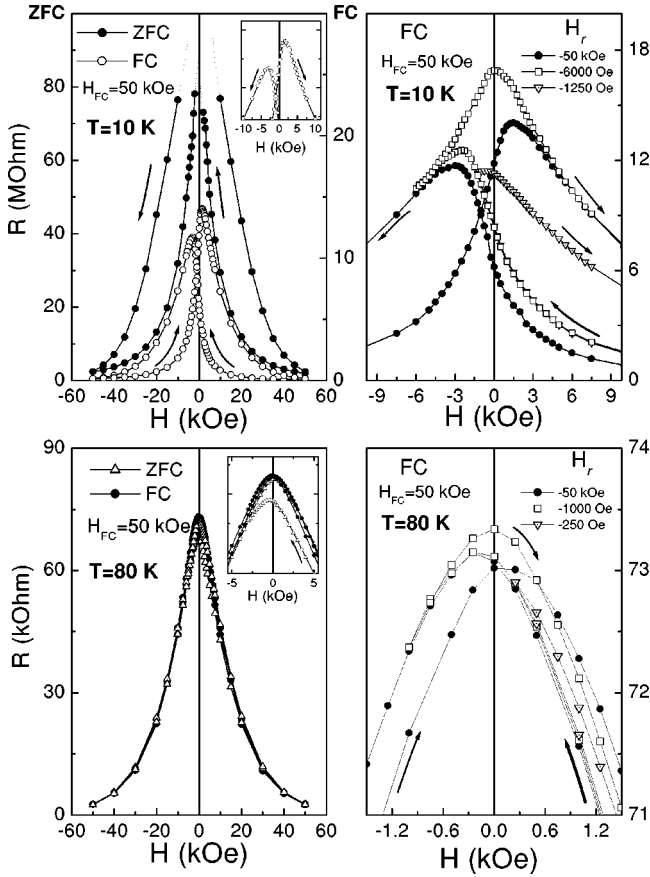 ZFC
FC
80
60
40
20
0
R (MOhm)
ZFC
FC
H_FC=50 kOe
T=10 K
-10 -5 0 5 10
H (kOe)
20
10
0
-60 -40 -20 0 20 40 60
H (kOe)
FC
H_FC=50 kOe
T=10 K
H_r
-50 kOe
-6000 Oe
-1250 Oe
18
12
6
0
-9 -6 -3 0 3 6 9
H (kOe)
90
60
30
0
R (kOhm)
ZFC
FC
H_FC=50 kOe
T=80 K
-5 0 5
H (kOe)
-60 -40 -20 0 20 40 60
H (kOe)
FC
H_FC=50 kOe
T=80 K
H_r
-50 kOe
-1000 Oe
-250 Oe
74
73
72
71
-1.2 -0.6 0.0 0.6 1.2
H (kOe)